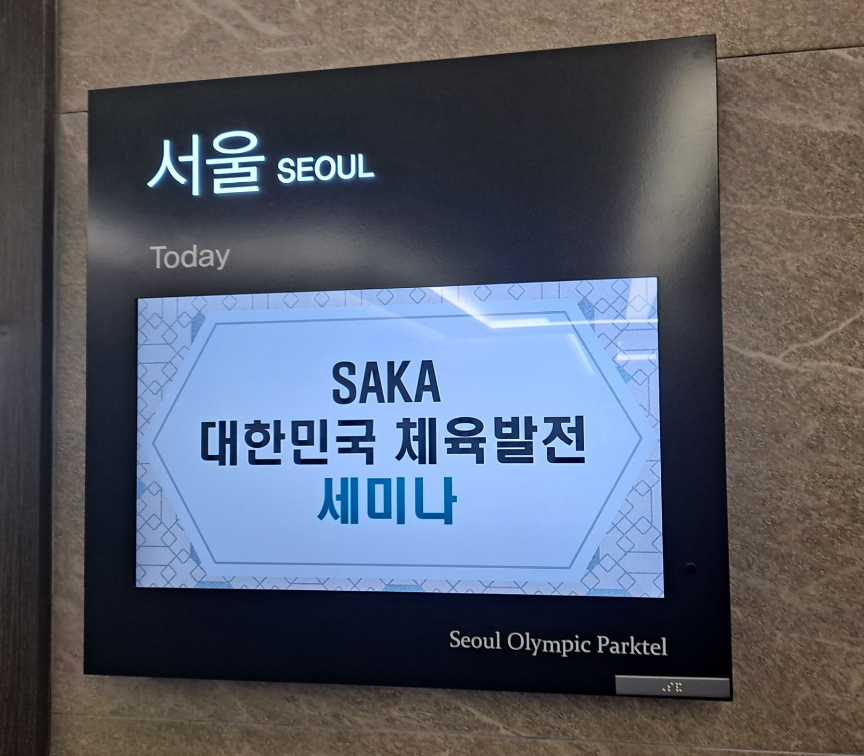 서울 SEOUL
Today
SAKA
대한민국 체육발전
세미나
Seoul Olympic Parktel